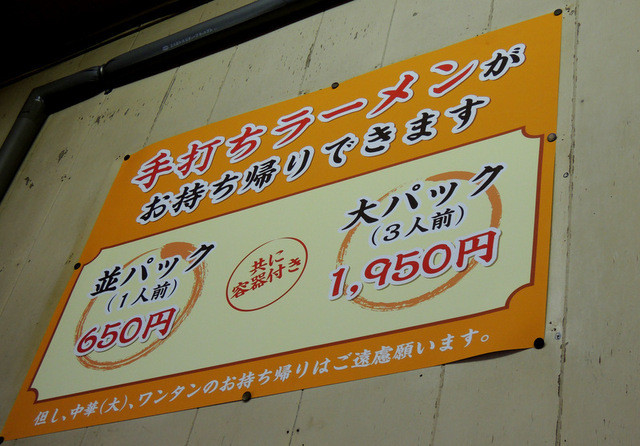 手打ちラーメンが
お持ち帰りできます
並パック
(1人前)
650円
共に
容器付き
大パック
(3人前)
1,950円
但し、中華(大)、ワンタンのお持ち帰りはご遠慮願います。